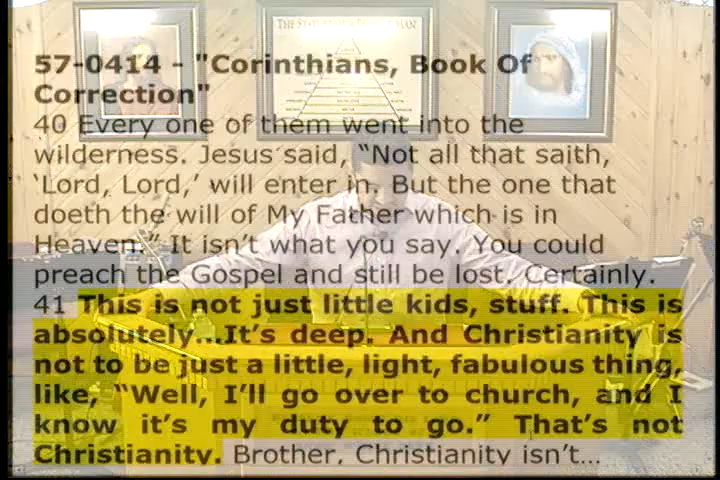 THE STATURE OF A PERFECT MAN
57-0414 - "Corinthians, Book Of
Correction"
40 Every one of them went into the
wilderness. Jesus said, “Not all that saith,
‘Lord, Lord,’ will enter in. But the one that
doeth the will of My Father which is in
Heaven.” It isn’t what you say. You could
preach the Gospel and still be lost. Certainly.
41 This is not just little kids, stuff. This is
absolutely...It’s deep. And Christianity is
not to be just a little, light, fabulous thing,
like, “Well, I’ll go over to church, and I
know it’s my duty to go.” That’s not
Christianity. Brother, Christianity isn’t...